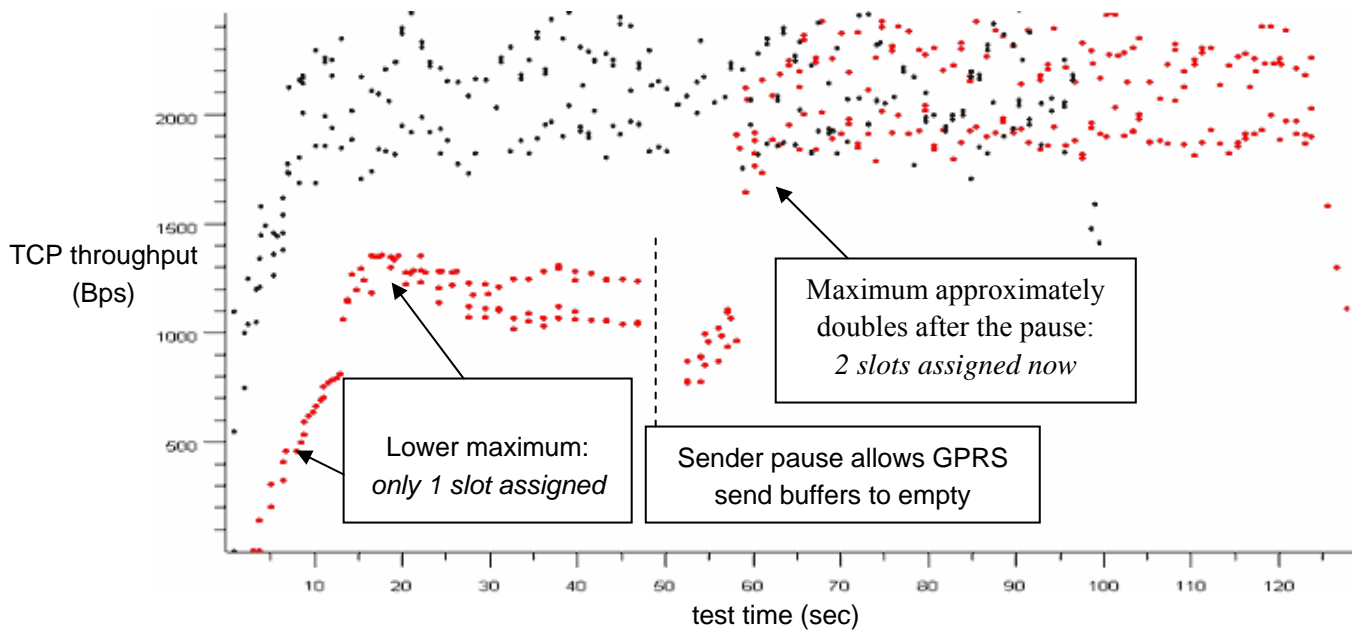 2000
1500
TCP throughput
(Bps)
1000
500
Maximum approximately
doubles after the pause:
2 slots assigned now
Lower maximum:
only 1 slot assigned
Sender pause allows GPRS
send buffers to empty
10 20 30 40 50 60 70 80 90 100 110 120
test time (sec)